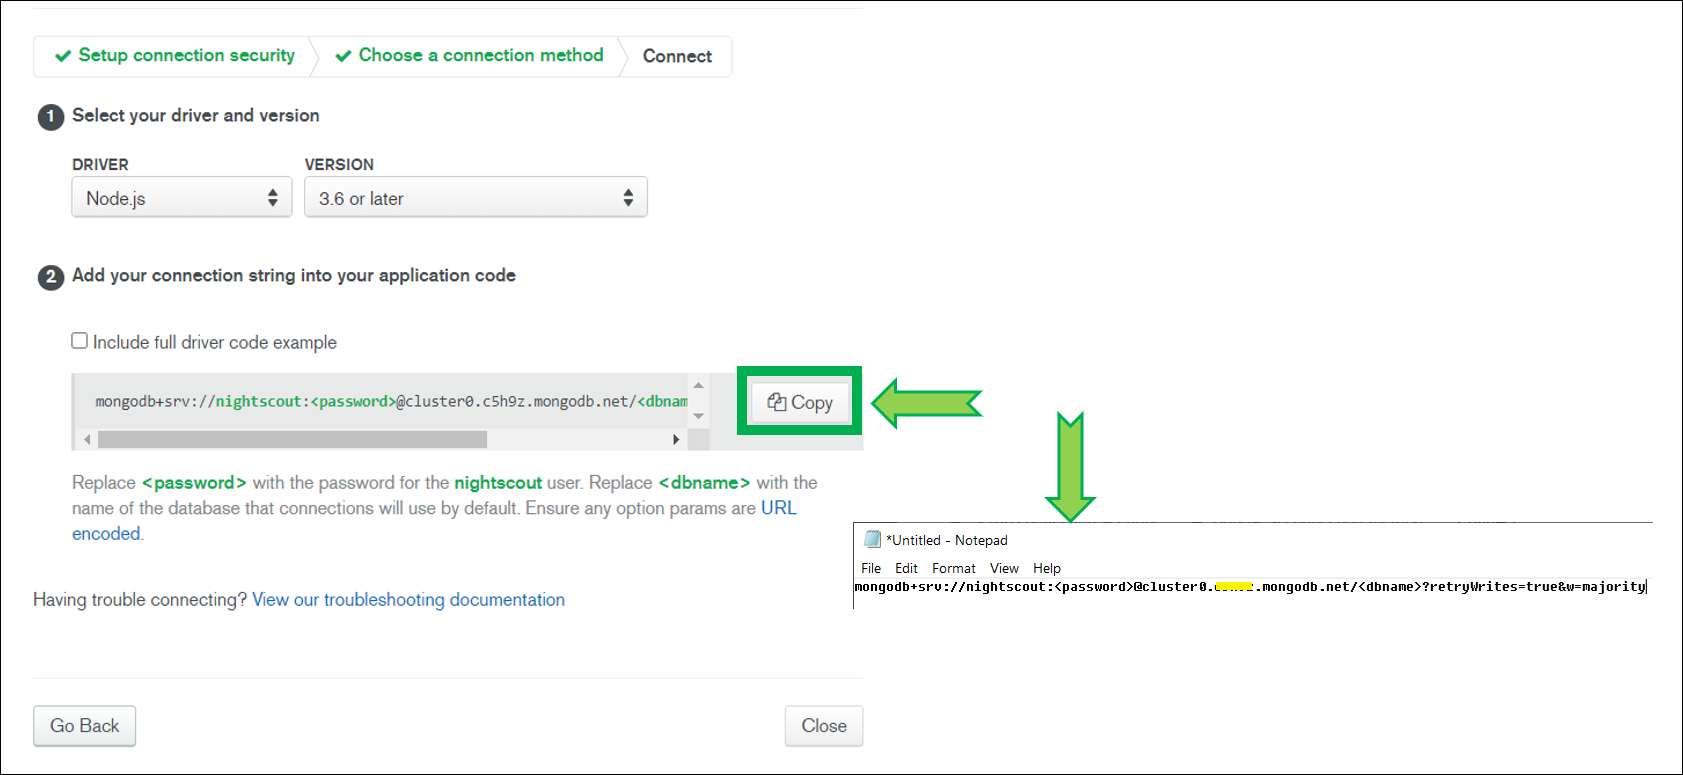 Setup connection security Choose a connection method Connect
1 Select your driver and version
DRIVER VERSION
Node.js 3.6 or later
2 Add your connection string into your application code
Include full driver code example
mongodb+srv://nightscout:<password>@cluster0.c5h9z.mongodb.net/<dbnam
Copy
Replace <password> with the password for the nightscout user. Replace <dbname> with the
name of the database that connections will use by default. Ensure any option params are URL
encoded.
Having trouble connecting? View our troubleshooting documentation
Go Back Close
*Untitled - Notepad
File Edit Format View Help
mongodb+srv://nightscout:<password>@cluster0. .mongodb.net/<dbname>?retryWrites=true&w=majority